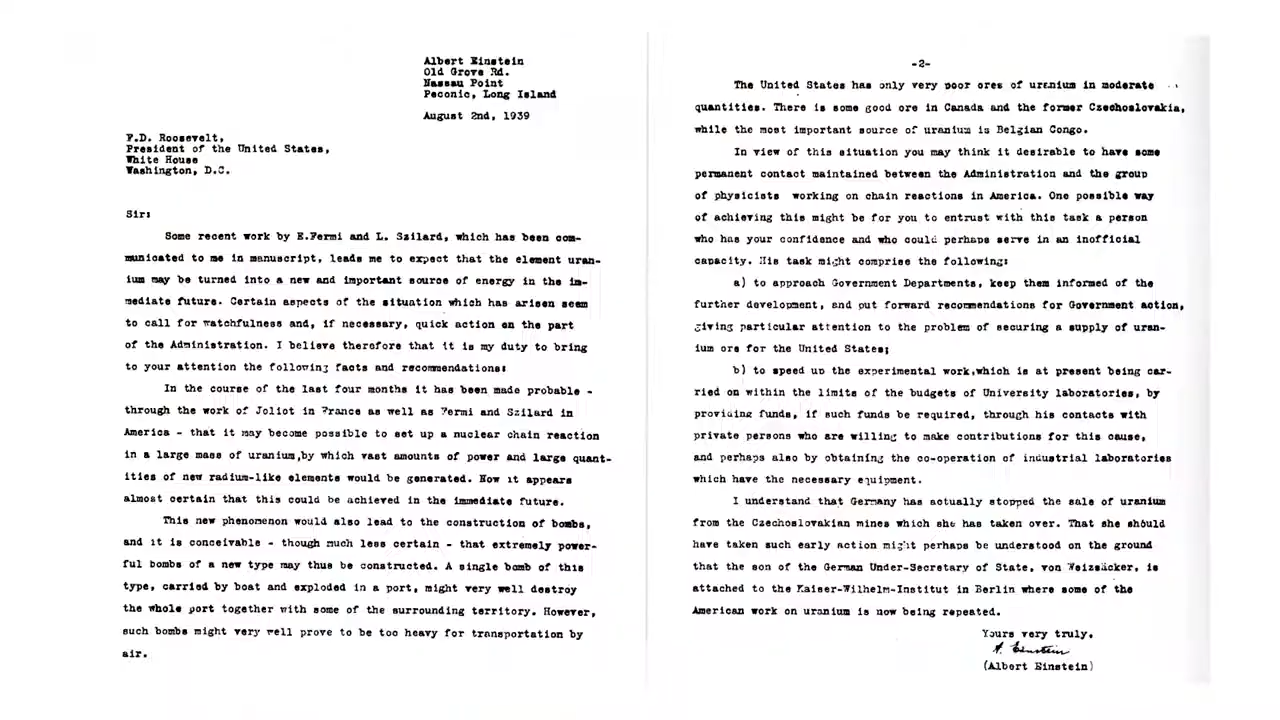 Albert Einstein
Old Grove Rd.
Nassau Point
Peconic, Long Island
August 2nd, 1939
F.D. Roosevelt,
President of the United States,
White House
Washington, D.C.
Sir:
Some recent work by E.Fermi and L. Szilard, which has been com-
municated to me in manuscript, leads me to expect that the element uran-
ium may be turned into a new and important source of energy in the im-
mediate future. Certain aspects of the situation which has arisen seem
to call for watchfulness and, if necessary, quick action on the part
of the Administration. I believe therefore that it is my duty to bring
to your attention the following facts and recommendations:
In the course of the last four months it has been made probable -
through the work of Joliot in France as well as Fermi and Szilard in
America - that it may become possible to set up a nuclear chain reaction
in a large mass of uranium,by which vast amounts of power and large quant-
ities of new radium-like elements would be generated. Now it appears
almost certain that this could be achieved in the immediate future.
This new phenomenon would also lead to the construction of bombs,
and it is conceivable - though much less certain - that extremely power-
ful bombs of a new type may thus be constructed. A single bomb of this
type, carried by boat and exploded in a port, might very well destroy
the whole port together with some of the surrounding territory. However,
such bombs might very well prove to be too heavy for transportation by
air.
-2-
The United States has only very poor ores of uranium in moderate
quantities. There is some good ore in Canada and the former Czechoslovakia,
while the most important source of uranium is Belgian Congo.
In view of this situation you may think it desirable to have some
permanent contact maintained between the Administration and the group
of physicists working on chain reactions in America. One possible way
of achieving this might be for you to entrust with this task a person
who has your confidence and who could perhaps serve in an inofficial
capacity. His task might comprise the following:
a) to approach Government Departments, keep them informed of the
further development, and put forward recommendations for Government action,
giving particular attention to the problem of securing a supply of uran-
ium ore for the United States;
b) to speed up the experimental work,which is at present being car-
ried on within the limits of the budgets of University laboratories, by
providing funds, if such funds be required, through his contacts with
private persons who are willing to make contributions for this cause,
and perhaps also by obtaining the co-operation of industrial laboratories
which have the necessary equipment.
I understand that Germany has actually stopped the sale of uranium
from the Czechoslovakian mines which she has taken over. That she should
have taken such early action might perhaps be understood on the ground
that the son of the German Under-Secretary of State, von Weizsäcker, is
attached to the Kaiser-Wilhelm-Institut in Berlin where some of the
American work on uranium is now being repeated.
Yours very truly,
A. Einstein
(Albert Einstein)